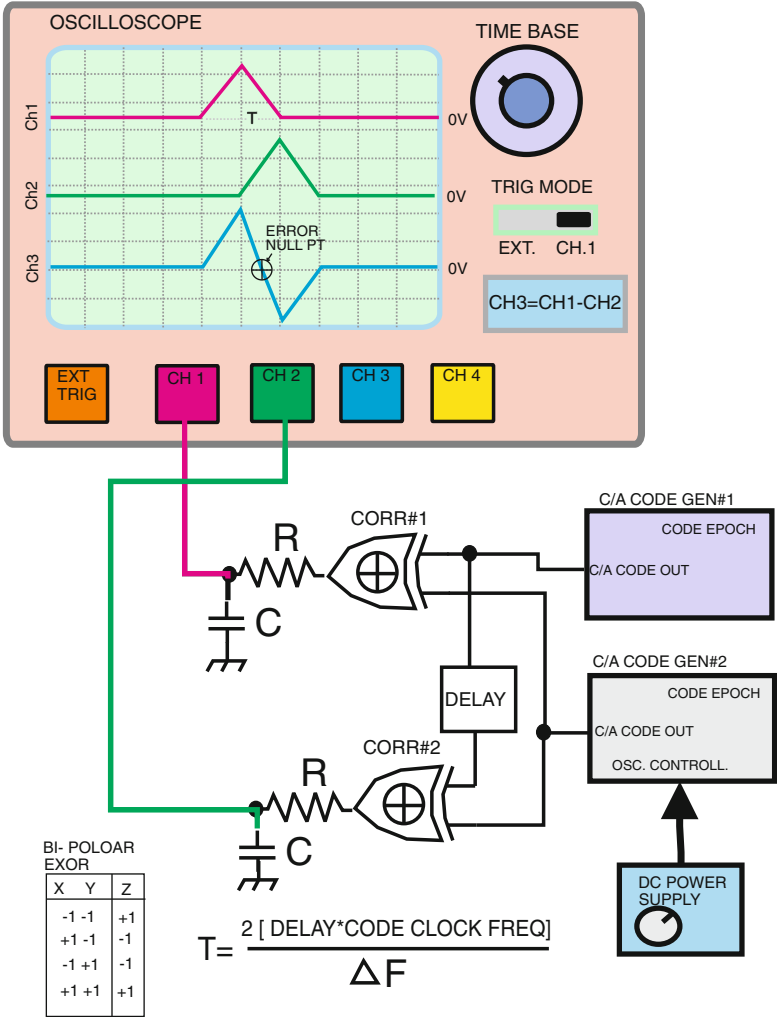 OSCILLOSCOPE
TIME BASE
Ch1
T
0V
Ch2
0V
TRIG MODE
EXT. CH.1
ERROR
NULL PT
Ch3
0V
CH3=CH1-CH2
EXT
TRIG
CH 1
CH 2
CH 3
CH 4
C/A CODE GEN#1
CODE EPOCH
C/A CODE OUT
CORR#1
R
C
C/A CODE GEN#2
CODE EPOCH
C/A CODE OUT
OSC. CONTROLL.
DELAY
CORR#2
R
C
BI- POLOAR
EXOR
X Y Z
-1 -1 +1
+1 -1 -1
-1 +1 -1
+1 +1 +1
T= 2 [ DELAY*CODE CLOCK FREQ]
△F
DC POWER
SUPPLY